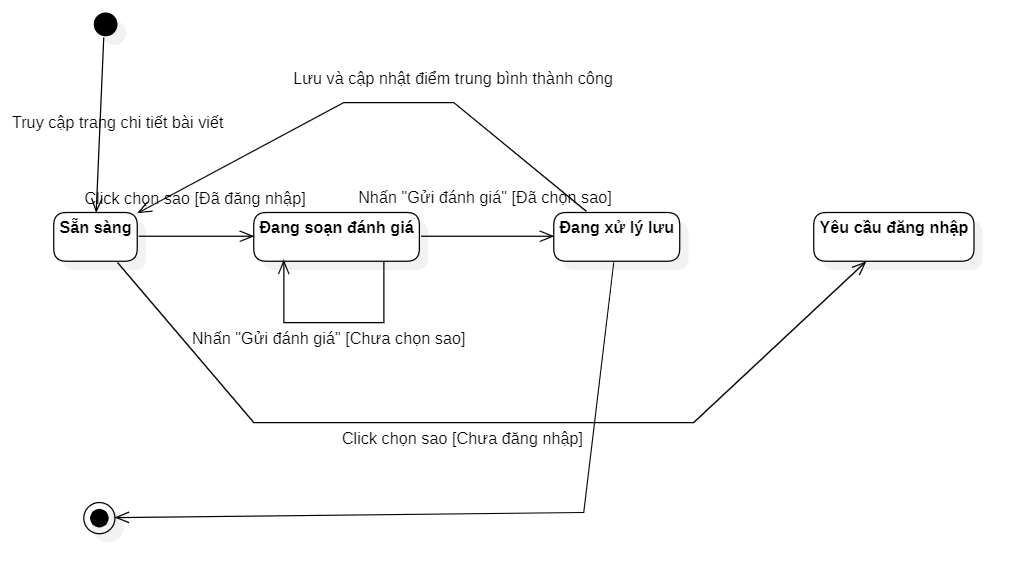 Lưu và cập nhật điểm trung bình thành công
Truy cập trang chi tiết bài viết
Click chọn sao [Đã đăng nhập]
Nhấn "Gửi đánh giá" [Đã chọn sao]
Sẵn sàng
Đang soạn đánh giá
Đang xử lý lưu
Yêu cầu đăng nhập
Nhấn "Gửi đánh giá" [Chưa chọn sao]
Click chọn sao [Chưa đăng nhập]